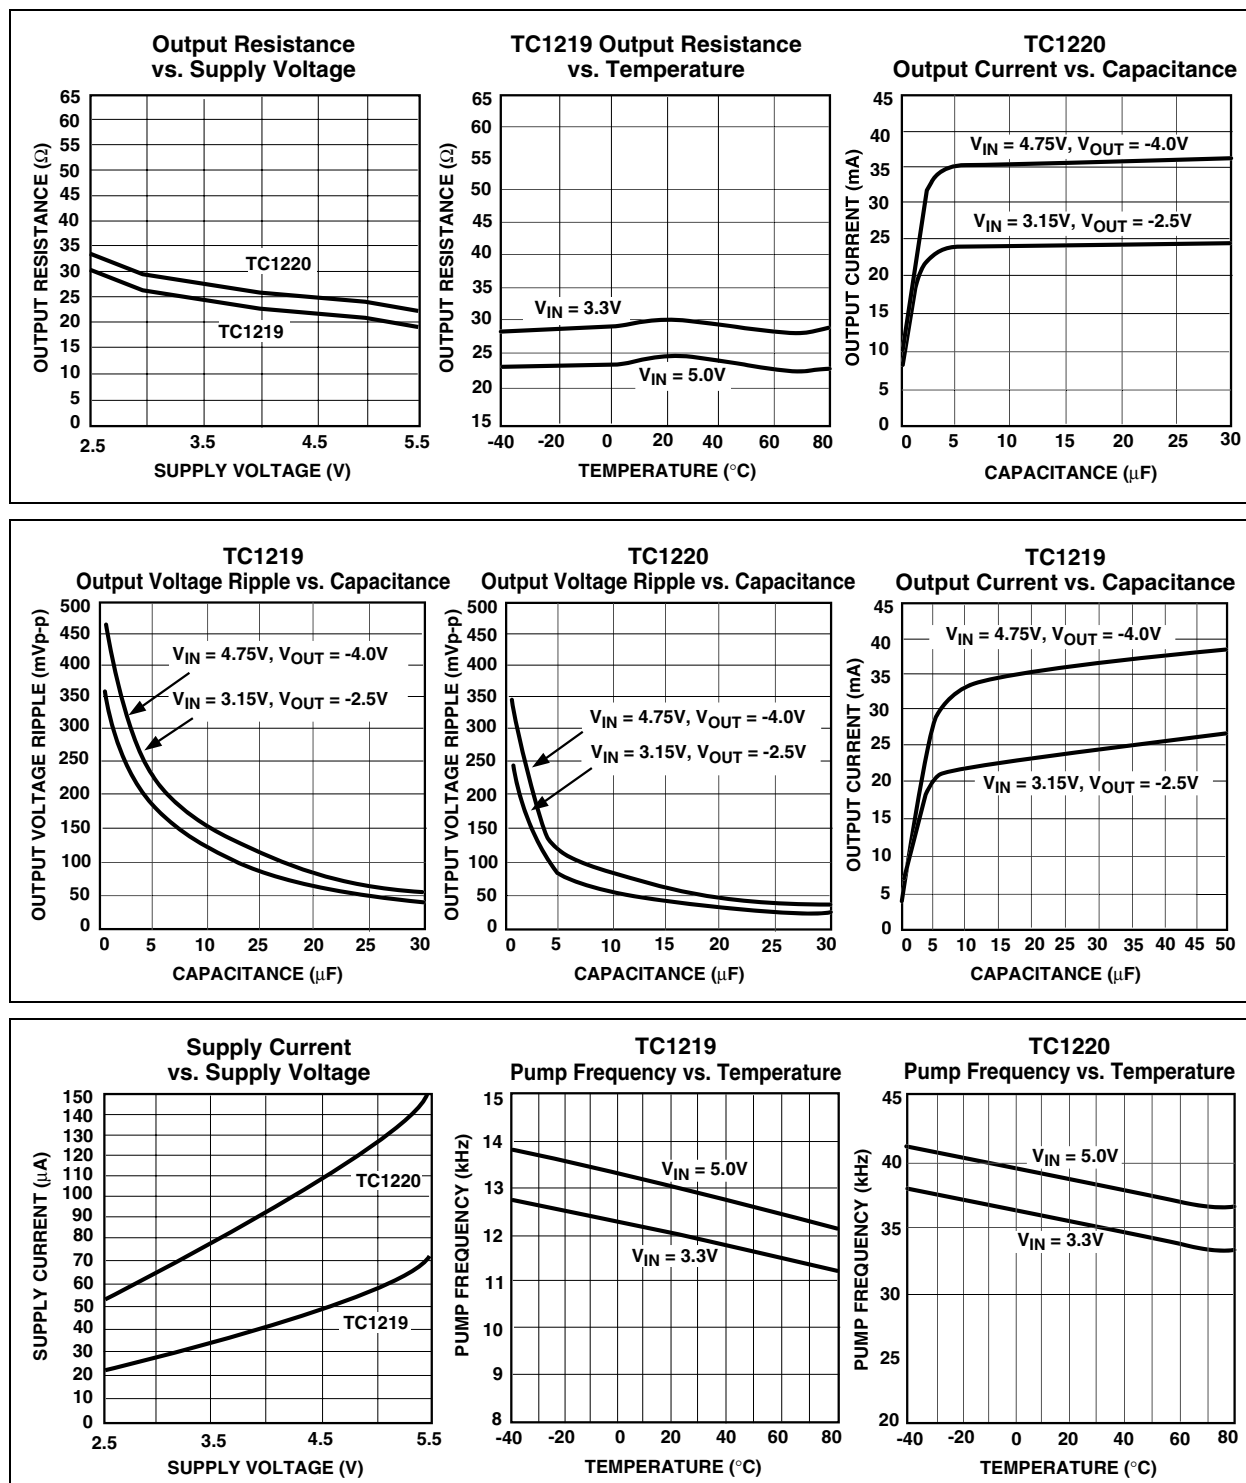 Output Resistance
vs. Supply Voltage
65
60
55
50
45
40
35
30
25
20
15
10
5
0
OUTPUT RESISTANCE (Ω)
TC1220
TC1219
2.5 3.5 4.5 5.5
SUPPLY VOLTAGE (V)
TC1219 Output Resistance
vs. Temperature
65
60
55
50
45
40
35
30
25
20
15
OUTPUT RESISTANCE (Ω)
VIN = 3.3V
VIN = 5.0V
-40 -20 0 20 40 60 80
TEMPERATURE (°C)
TC1220
Output Current vs. Capacitance
45
40
35
30
25
20
15
10
5
0
OUTPUT CURRENT (mA)
VIN = 4.75V, VOUT = -4.0V
VIN = 3.15V, VOUT = -2.5V
0 5 10 15 20 25 30
CAPACITANCE (µF)
TC1219
Output Voltage Ripple vs. Capacitance
500
450
400
350
300
250
200
150
100
50
0
OUTPUT VOLTAGE RIPPLE (mVp-p)
VIN = 4.75V, VOUT = -4.0V
VIN = 3.15V, VOUT = -2.5V
0 5 10 25 20 25 30
CAPACITANCE (µF)
TC1220
Output Voltage Ripple vs. Capacitance
500
450
400
350
300
250
200
150
100
50
0
OUTPUT VOLTAGE RIPPLE (mVp-p)
VIN = 4.75V, VOUT = -4.0V
VIN = 3.15V, VOUT = -2.5V
0 5 10 15 20 25 30
CAPACITANCE (µF)
TC1219
Output Current vs. Capacitance
45
40
35
30
25
20
15
10
5
0
OUTPUT CURRENT (mA)
VIN = 4.75V, VOUT = -4.0V
VIN = 3.15V, VOUT = -2.5V
0 5 10 15 20 25 30 35 40 45 50
CAPACITANCE (µF)
Supply Current
vs. Supply Voltage
150
140
130
120
110
100
90
80
70
60
50
40
30
20
10
0
SUPPLY CURRENT (µA)
TC1220
TC1219
2.5 3.5 4.5 5.5
SUPPLY VOLTAGE (V)
TC1219
Pump Frequency vs. Temperature
15
14
13
12
11
10
9
8
PUMP FREQUENCY (kHz)
VIN = 5.0V
VIN = 3.3V
-40 -20 0 20 40 60 80
TEMPERATURE (°C)
TC1220
Pump Frequency vs. Temperature
45
40
35
30
25
20
PUMP FREQUENCY (kHz)
VIN = 5.0V
VIN = 3.3V
-40 -20 0 20 40 60 80
TEMPERATURE (°C)